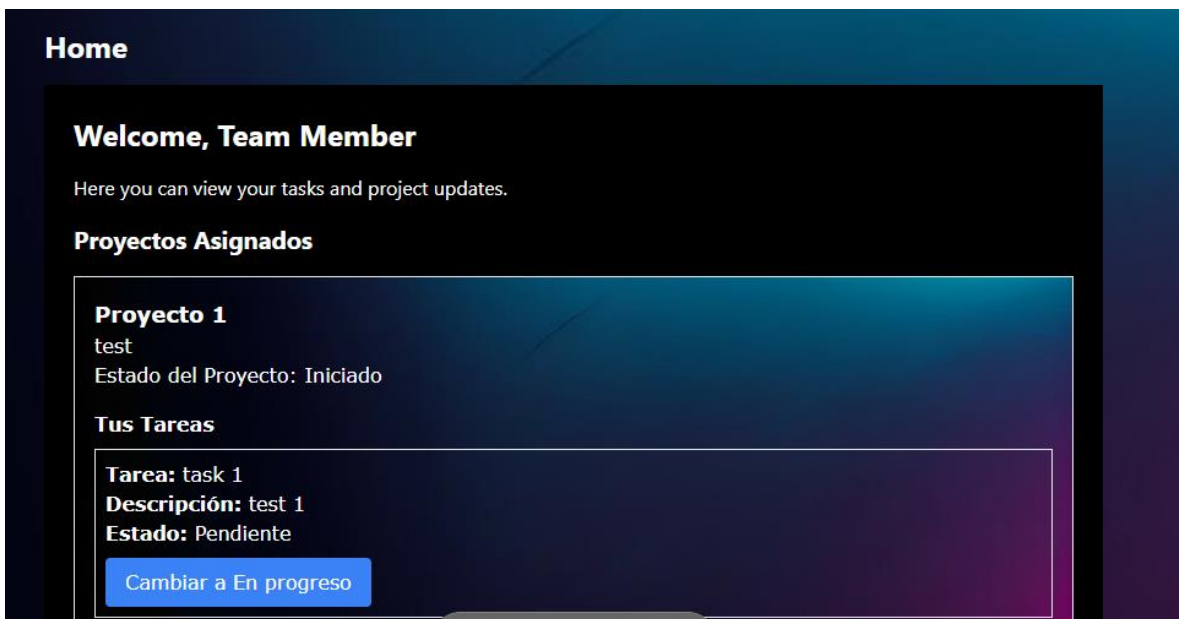 Home
Welcome, Team Member
Here you can view your tasks and project updates.
Proyectos Asignados
Proyecto 1
test
Estado del Proyecto: Iniciado
Tus Tareas
Tarea: task 1
Descripción: test 1
Estado: Pendiente
Cambiar a En progreso